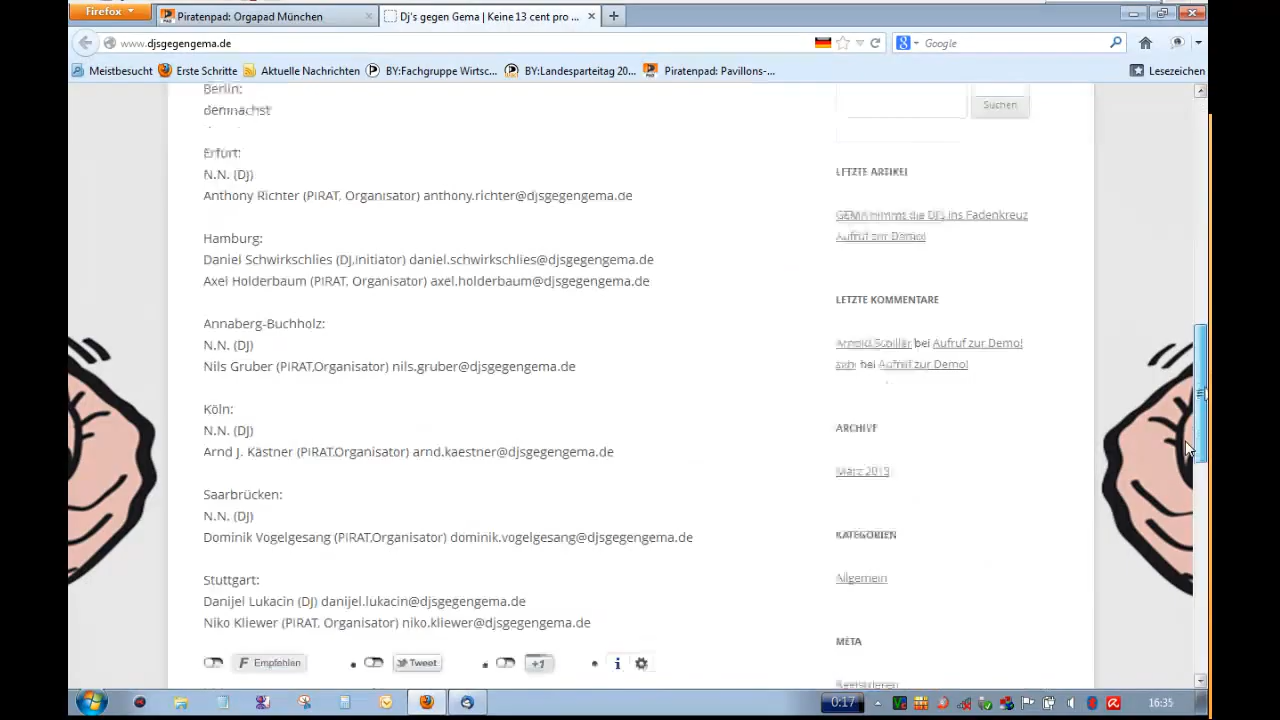 Firefox
Piratenpad: Orgapad München
Dj's gegen Gema | Keine 13 cent pro ...
www.djsgegengema.de
Google
Meistbesucht
Erste Schritte
Aktuelle Nachrichten
BY:Fachgruppe Wirtsc...
BY:Landesparteitag 20...
Piratenpad: Pavillons-...
Lesezeichen
Berlin:
demnächst
Erfurt:
N.N. (DJ)
Anthony Richter (PIRAT, Organisator) anthony.richter@djsgegengema.de
Hamburg:
Daniel Schwirkschlies (DJ,Initiator) daniel.schwirkschlies@djsgegengema.de
Axel Holderbaum (PIRAT, Organisator) axel.holderbaum@djsgegengema.de
Annaberg-Buchholz:
N.N. (DJ)
Nils Gruber (PIRAT,Organisator) nils.gruber@djsgegengema.de
Köln:
N.N. (DJ)
Arnd J. Kästner (PIRAT,Organisator) arnd.kaestner@djsgegengema.de
Saarbrücken:
N.N. (DJ)
Dominik Vogelgesang (PIRAT,Organisator) dominik.vogelgesang@djsgegengema.de
Stuttgart:
Danijel Lukacin (DJ) danijel.lukacin@djsgegengema.de
Niko Kliewer (PIRAT, Organisator) niko.kliewer@djsgegengema.de
Empfehlen
Tweet
+1
Suchen
LETZTE ARTIKEL
GEMA nimmt die DJs ins Fadenkreuz
Aufruf zur Demo!
LETZTE KOMMENTARE
bei Aufruf zur Demo!
bei Aufruf zur Demo!
ARCHIVE
März 2013
KATEGORIEN
Allgemein
META
Registrieren
0:17
16:35